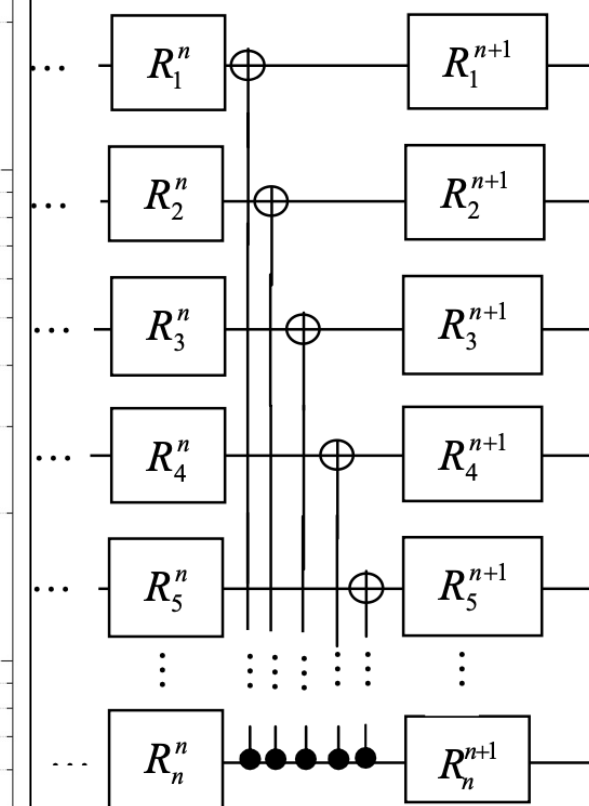 ... R_1^n R_1^{n+1}
... R_2^n R_2^{n+1}
... R_3^n R_3^{n+1}
... R_4^n R_4^{n+1}
... R_5^n R_5^{n+1}
... R_n^n R_n^{n+1}